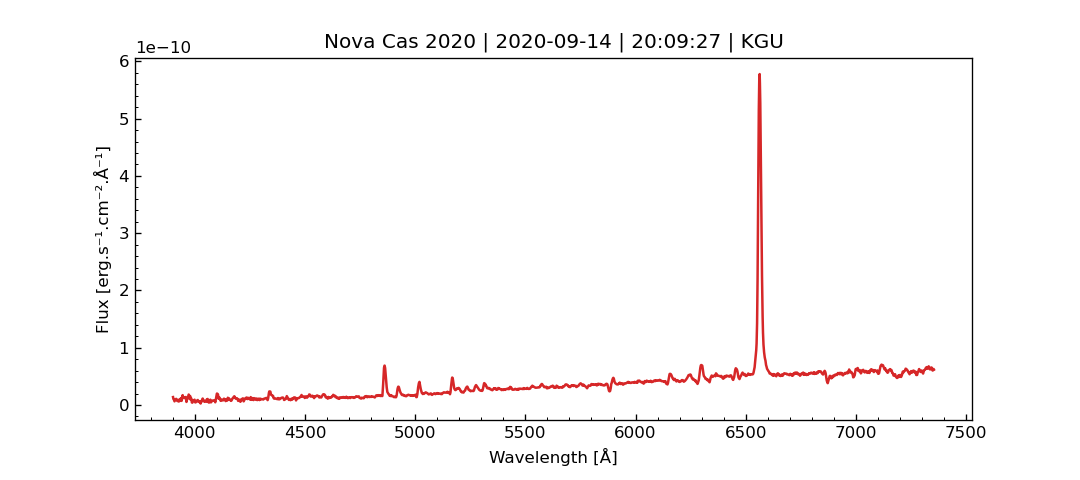 Nova Cas 2020 | 2020-09-14 | 20:09:27 | KGU
1e−10
6
5
4
3
2
1
0
Flux [erg.s⁻¹.cm⁻².Å⁻¹]
4000 4500 5000 5500 6000 6500 7000 7500
Wavelength [Å]